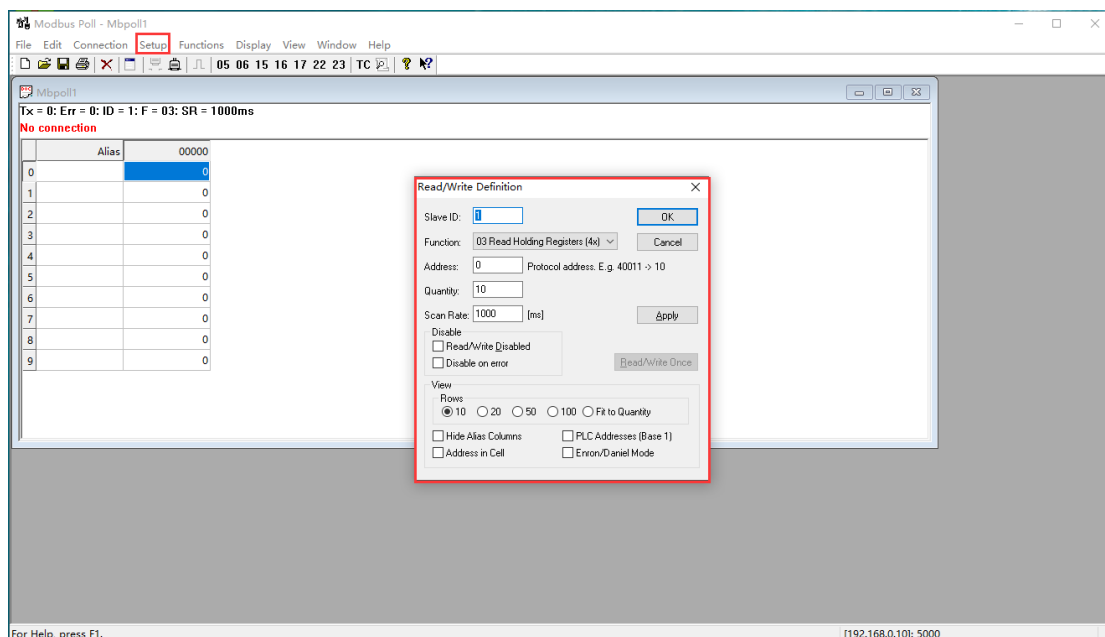 Modbus Poll - Mbpoll1
File Edit Connection Setup Functions Display View Window Help
05 06 15 16 17 22 23 TC
Mbpoll1
Tx = 0: Err = 0: ID = 1: F = 03: SR = 1000ms
No connection
Alias 00000
0 0
1 0
2 0
3 0
4 0
5 0
6 0
7 0
8 0
9 0
Read/Write Definition
Slave ID: 1 OK
Function: 03 Read Holding Registers (4x) Cancel
Address: 0 Protocol address. E.g. 40011 -> 10
Quantity: 10
Scan Rate: 1000 [ms] Apply
Disable
Read/Write Disabled
Disable on error Read/Write Once
View
Rows
10 20 50 100 Fit to Quantity
Hide Alias Columns PLC Addresses (Base 1)
Address in Cell Enron/Daniel Mode
For Help, press F1. [192.168.0.10]: 5000